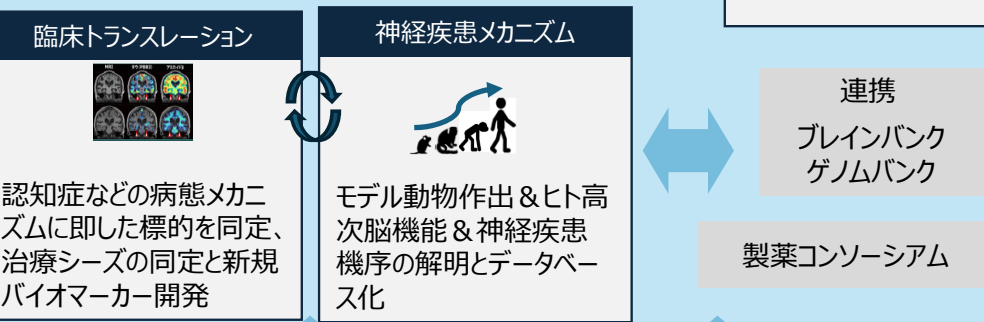 臨床トランスレーション
MRI
認知症などの病態メカニ
ズムに即した標的を同定、
治療シーズの同定と新規
バイオマーカー開発
神経疾患メカニズム
モデル動物作出&ヒト高
次脳機能&神経疾患
機序の解明とデータベー
ス化
連携
ブレインバンク
ゲノムバンク
製薬コンソーシアム